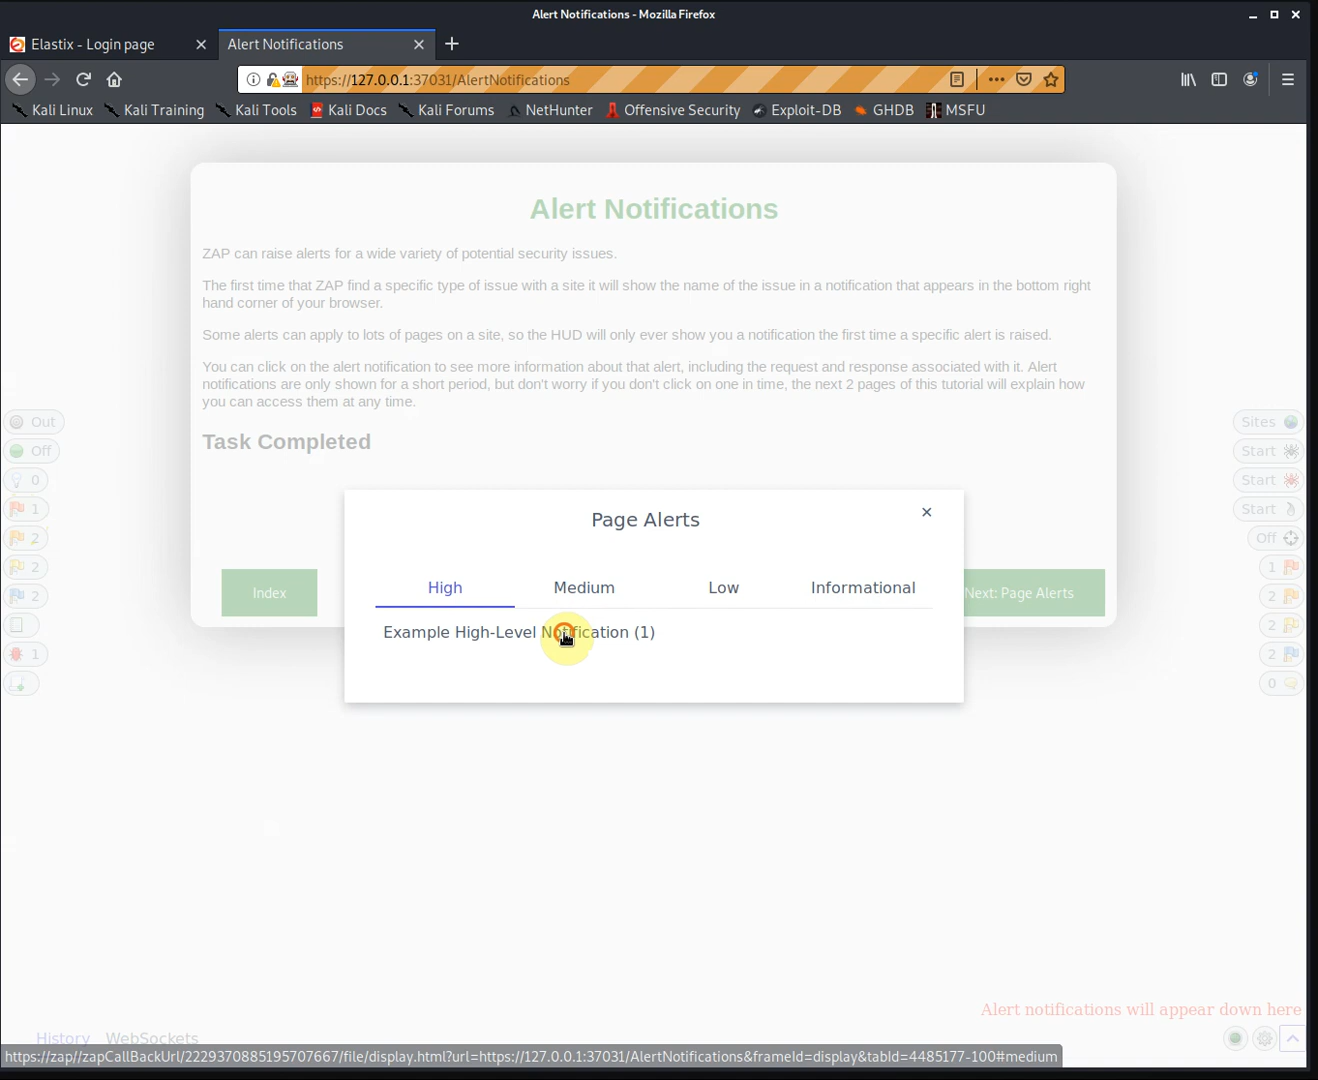 Alert Notifications - Mozilla Firefox
Elastix - Login page
Alert Notifications
https://127.0.0.1:37031/AlertNotifications
Kali Linux Kali Training Kali Tools Kali Docs Kali Forums NetHunter Offensive Security Exploit-DB GHDB MSFU
Alert Notifications
ZAP can raise alerts for a wide variety of potential security issues.
The first time that ZAP find a specific type of issue with a site it will show the name of the issue in a notification that appears in the bottom right
hand corner of your browser.
Some alerts can apply to lots of pages on a site, so the HUD will only ever show you a notification the first time a specific alert is raised.
You can click on the alert notification to see more information about that alert, including the request and response associated with it. Alert
notifications are only shown for a short period, but don't worry if you don't click on one in time, the next 2 pages of this tutorial will explain how
you can access them at any time.
Task Completed
Out
Off
0
1
2
2
2
1
Page Alerts
High Medium Low Informational
Example High-Level Notification (1)
Index
Next: Page Alerts
Sites
Start
Start
Start
Off
1
2
2
2
0
Alert notifications will appear down here
History WebSockets
https://zap//zapCallBackUrl/2229370885195707667/file/display.html?url=https://127.0.0.1:37031/AlertNotifications&frameId=display&tabId=4485177-100#medium